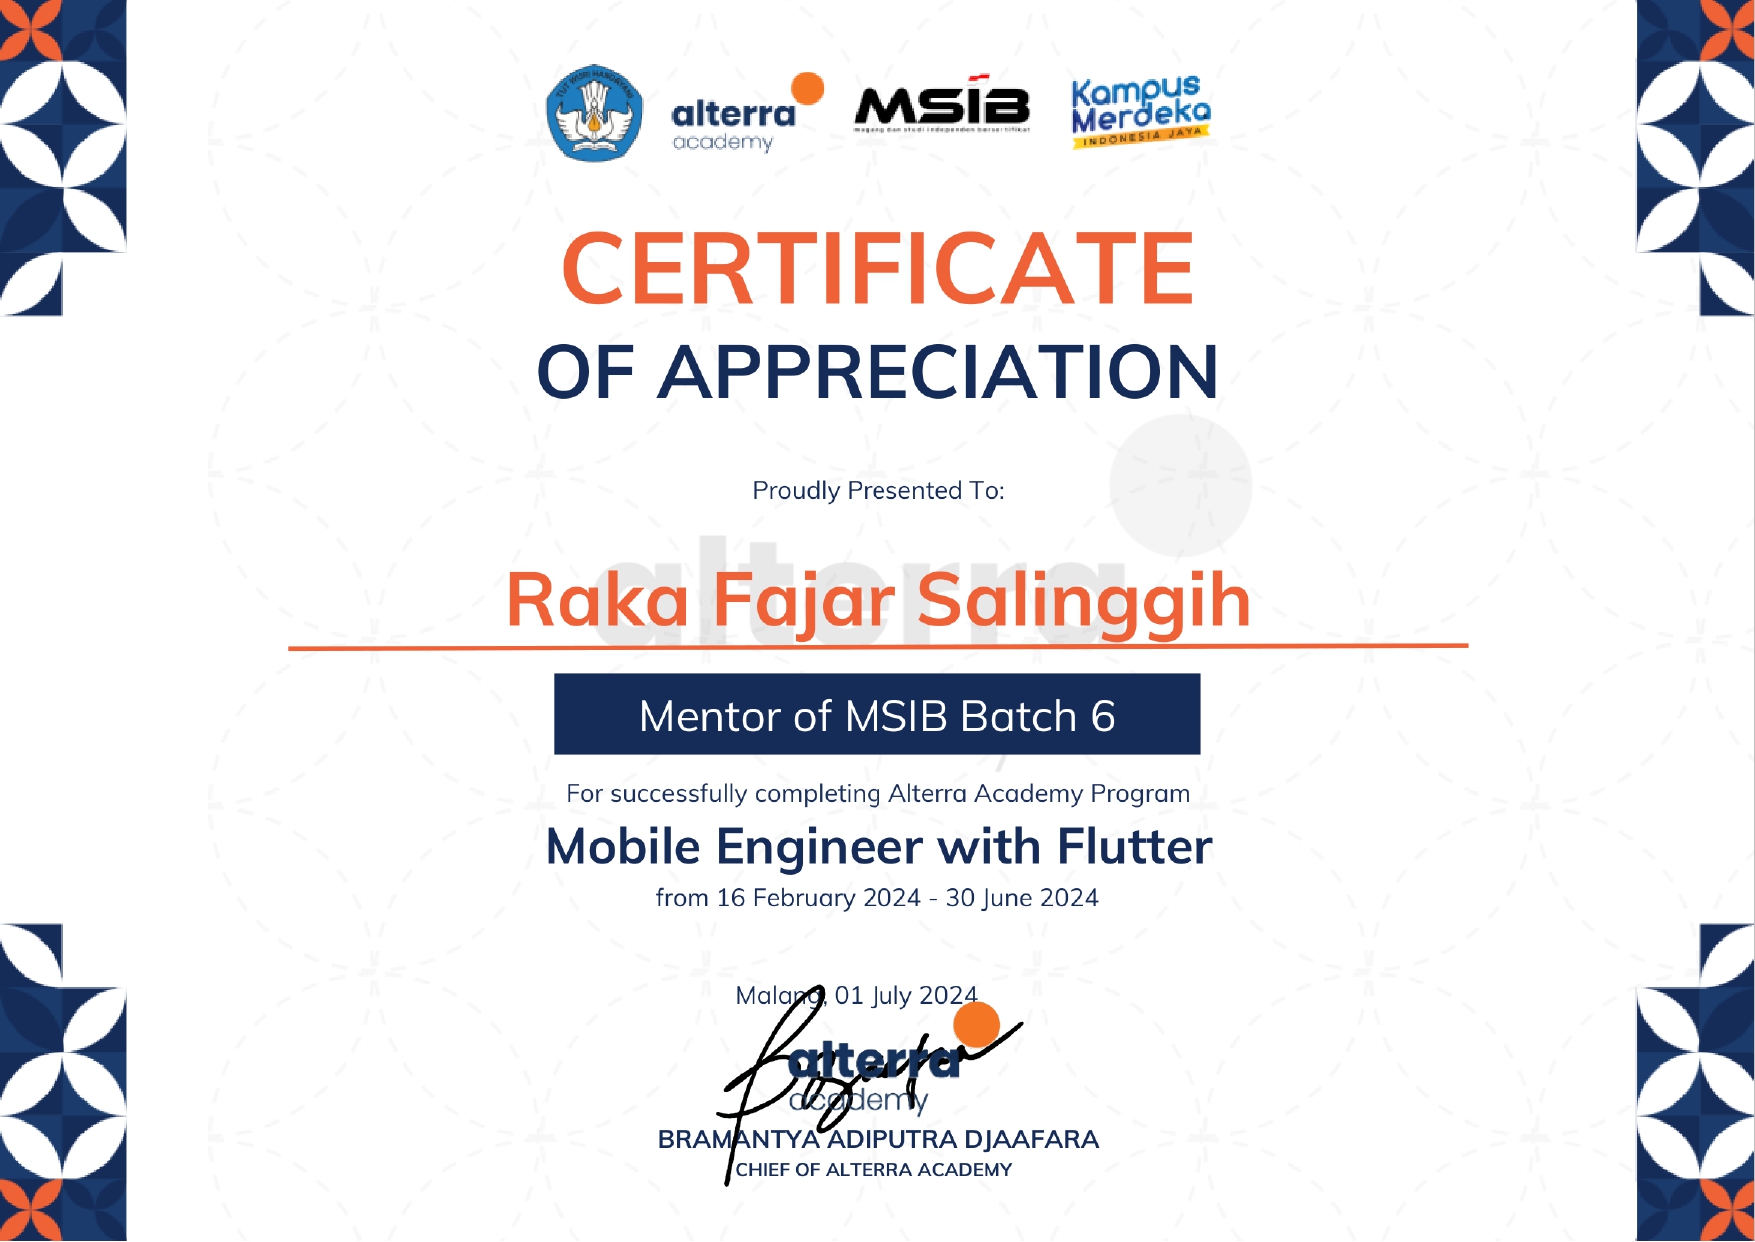 TUT WURI HANDAYANI
alterra
academy
MSIB
magang dan studi independen bersertifikat
Kampus
Merdeka
INDONESIA JAYA
CERTIFICATE
OF APPRECIATION
Proudly Presented To:
alterra
Raka Fajar Salinggih
Mentor of MSIB Batch 6
For successfully completing Alterra Academy Program
Mobile Engineer with Flutter
from 16 February 2024 - 30 June 2024
Malang, 01 July 2024
alterra
academy
BRAMANTYA ADIPUTRA DJAAFARA
CHIEF OF ALTERRA ACADEMY